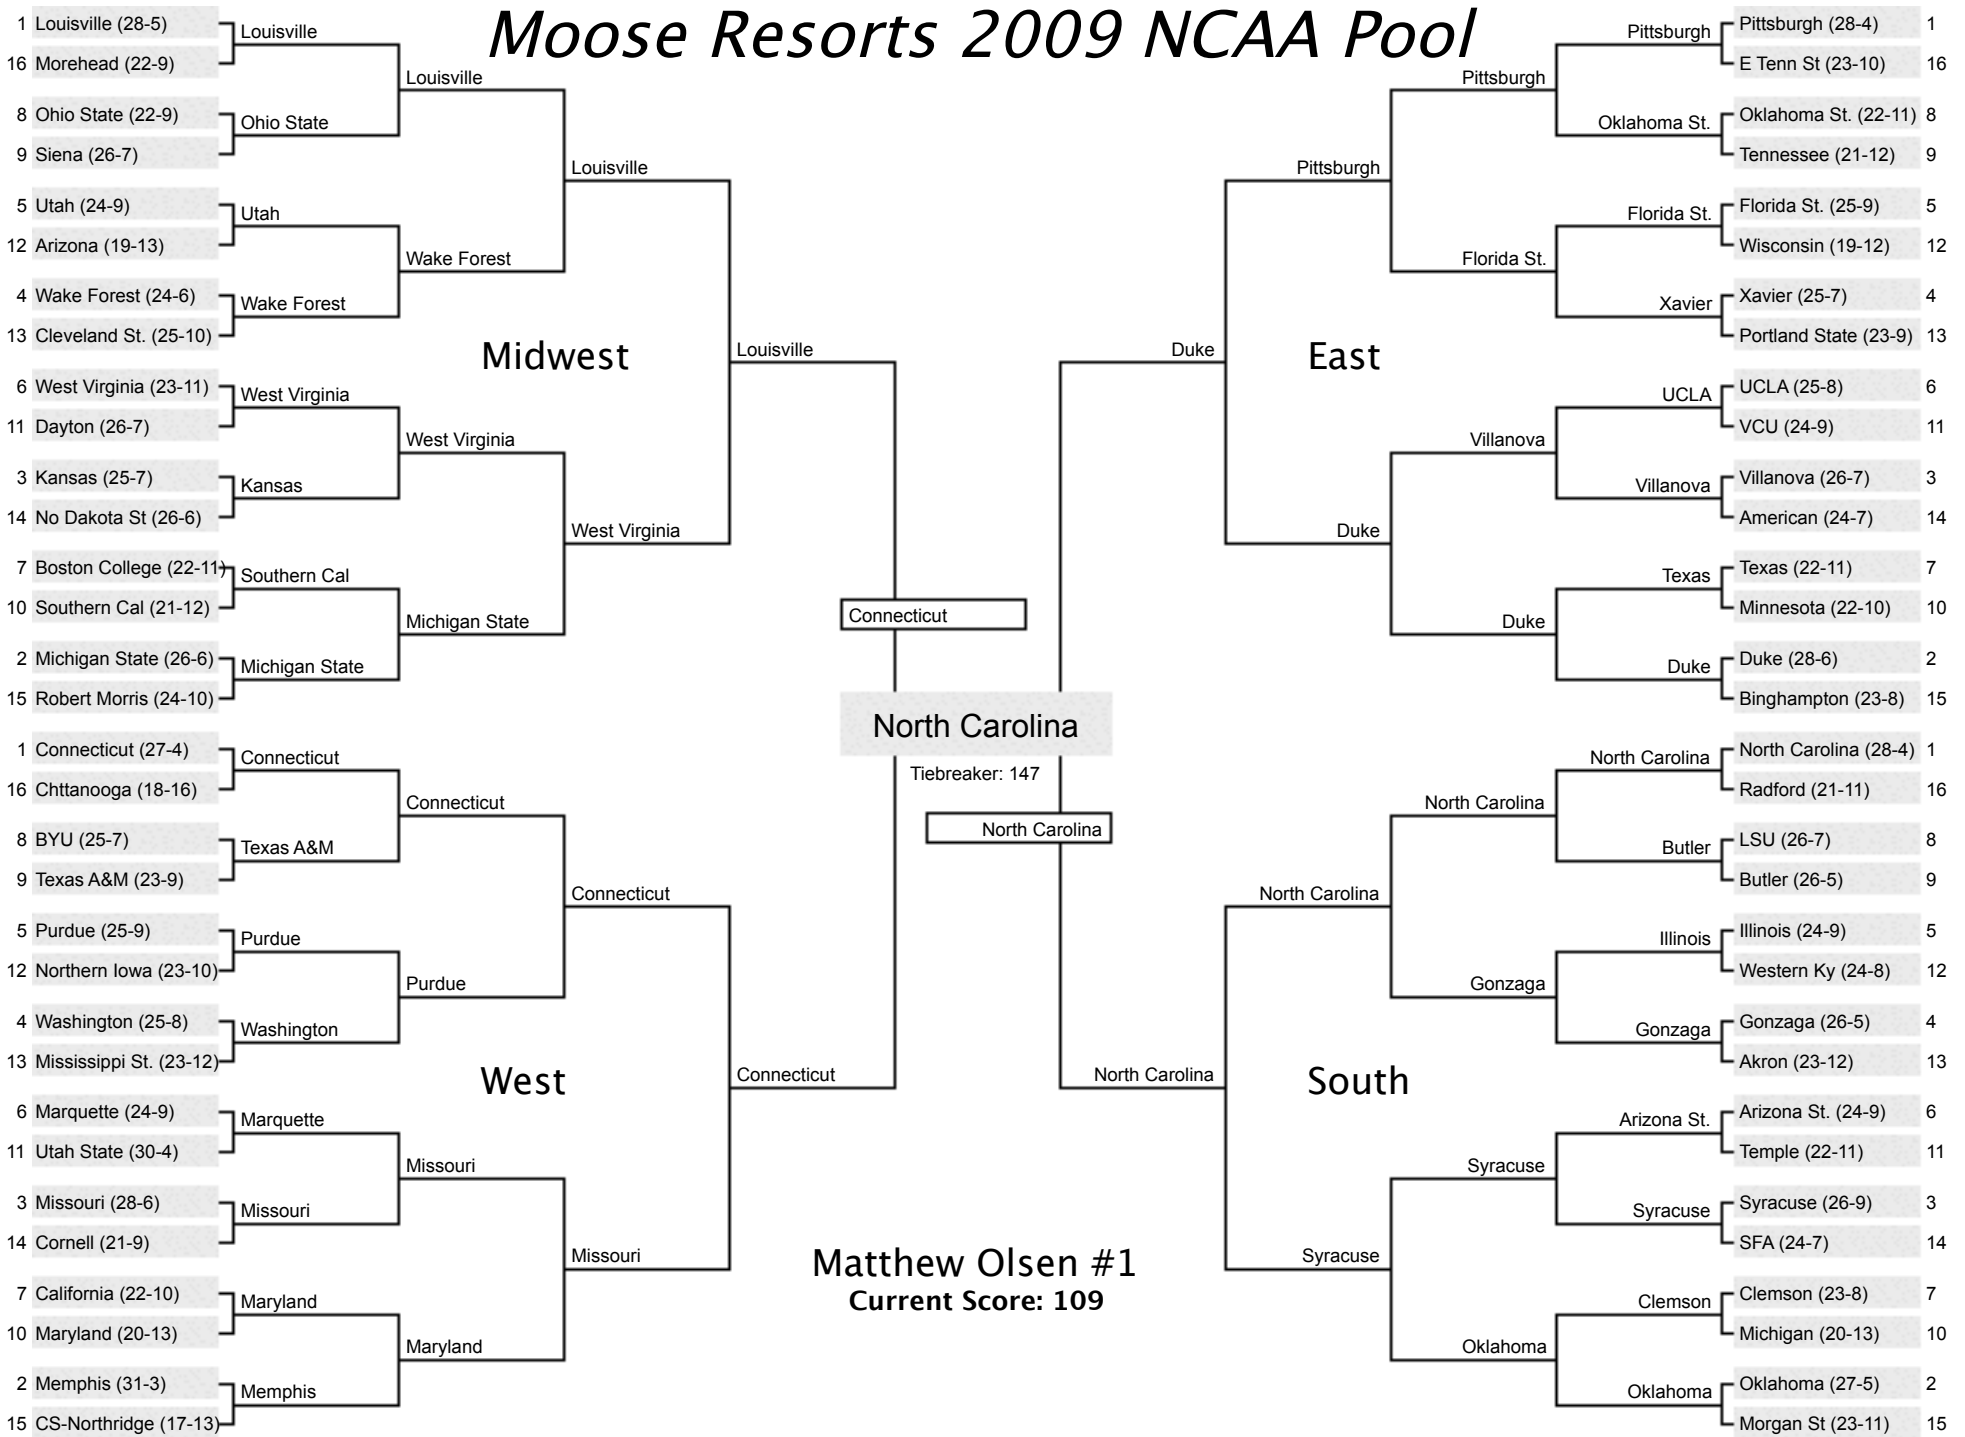 Moose Resorts 2009 NCAA Pool
1 Louisville (28-5)
16 Morehead (22-9)
8 Ohio State (22-9)
9 Siena (26-7)
5 Utah (24-9)
12 Arizona (19-13)
4 Wake Forest (24-6)
13 Cleveland St. (25-10)
6 West Virginia (23-11)
11 Dayton (26-7)
3 Kansas (25-7)
14 No Dakota St (26-6)
7 Boston College (22-11)
10 Southern Cal (21-12)
2 Michigan State (26-6)
15 Robert Morris (24-10)
Louisville
Ohio State
Utah
Wake Forest
West Virginia
Kansas
Southern Cal
Michigan State
Louisville
Wake Forest
West Virginia
Michigan State
Louisville
West Virginia
Midwest
Louisville
1 Connecticut (27-4)
16 Chttanooga (18-16)
8 BYU (25-7)
9 Texas A&M (23-9)
5 Purdue (25-9)
12 Northern Iowa (23-10)
4 Washington (25-8)
13 Mississippi St. (23-12)
6 Marquette (24-9)
11 Utah State (30-4)
3 Missouri (28-6)
14 Cornell (21-9)
7 California (22-10)
10 Maryland (20-13)
2 Memphis (31-3)
15 CS-Northridge (17-13)
Connecticut
Texas A&M
Purdue
Washington
Marquette
Missouri
Maryland
Memphis
Connecticut
Purdue
Missouri
Maryland
Connecticut
Missouri
West
Connecticut
Connecticut
North Carolina
Tiebreaker: 147
North Carolina
Matthew Olsen #1
Current Score: 109
Duke
East
Pittsburgh
Duke
Pittsburgh
Florida St.
Villanova
Duke
Pittsburgh
Oklahoma St.
Florida St.
Xavier
UCLA
Villanova
Texas
Duke
Pittsburgh (28-4) 1
E Tenn St (23-10) 16
Oklahoma St. (22-11) 8
Tennessee (21-12) 9
Florida St. (25-9) 5
Wisconsin (19-12) 12
Xavier (25-7) 4
Portland State (23-9) 13
UCLA (25-8) 6
VCU (24-9) 11
Villanova (26-7) 3
American (24-7) 14
Texas (22-11) 7
Minnesota (22-10) 10
Duke (28-6) 2
Binghampton (23-8) 15
North Carolina
South
North Carolina
Syracuse
North Carolina
Gonzaga
Syracuse
Oklahoma
North Carolina
Butler
Illinois
Gonzaga
Arizona St.
Syracuse
Clemson
Oklahoma
North Carolina (28-4) 1
Radford (21-11) 16
LSU (26-7) 8
Butler (26-5) 9
Illinois (24-9) 5
Western Ky (24-8) 12
Gonzaga (26-5) 4
Akron (23-12) 13
Arizona St. (24-9) 6
Temple (22-11) 11
Syracuse (26-9) 3
SFA (24-7) 14
Clemson (23-8) 7
Michigan (20-13) 10
Oklahoma (27-5) 2
Morgan St (23-11) 15